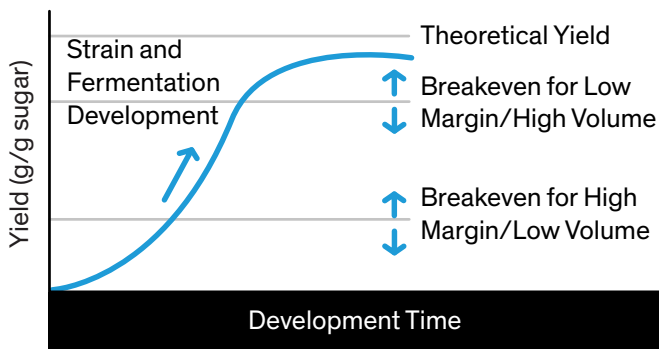 Yield (g/g sugar)
Strain and
Fermentation
Development
Theoretical Yield
Breakeven for Low
Margin/High Volume
Breakeven for High
Margin/Low Volume
Development Time